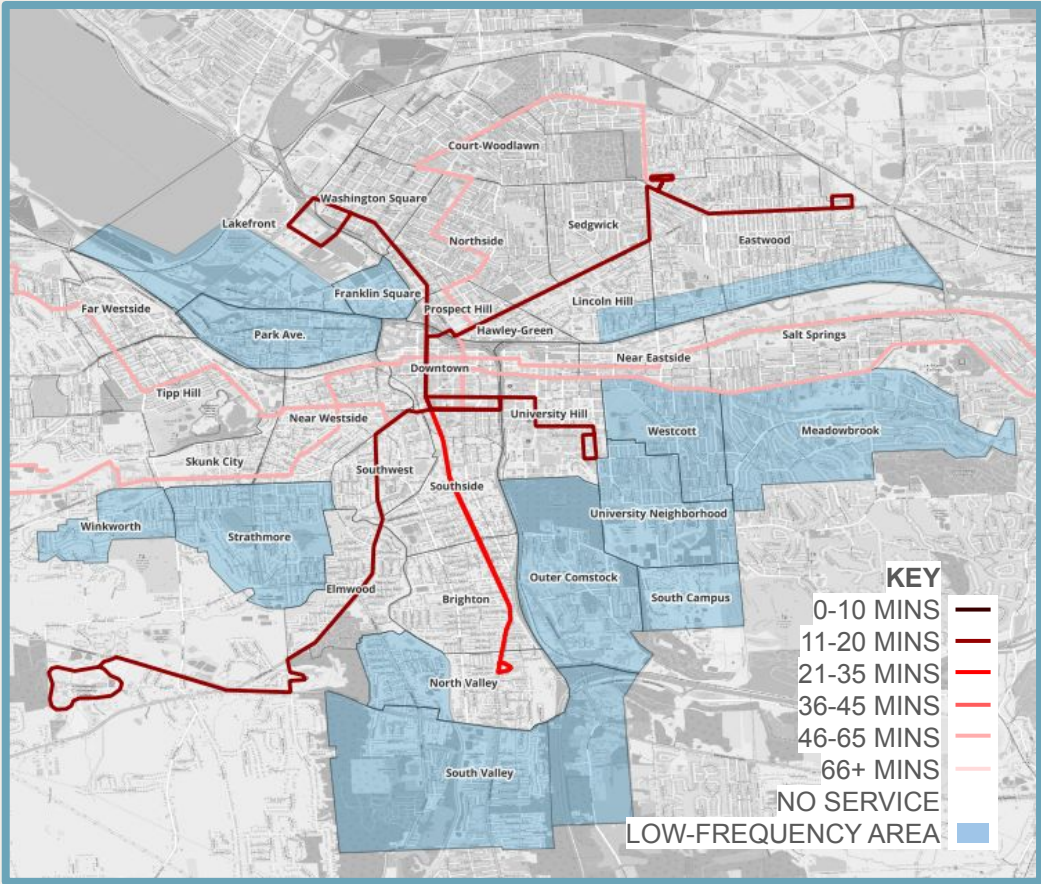 Court-Woodlawn
Washington Square
Lakefront
Sedgwick
Northside
Eastwood
Franklin Square
Lincoln Hill
Far Westside
Prospect Hill
Park Ave.
Hawley-Green
Salt Springs
Near Eastside
Downtown
Tipp Hill
Near Westside
University Hill
Westcott
Meadowbrook
Skunk City
Southwest
Southside
Winkworth
University Neighborhood
Strathmore
Outer Comstock
Elmwood
Brighton
South Campus
North Valley
South Valley
KEY
0-10 MINS
11-20 MINS
21-35 MINS
36-45 MINS
46-65 MINS
66+ MINS
NO SERVICE
LOW-FREQUENCY AREA